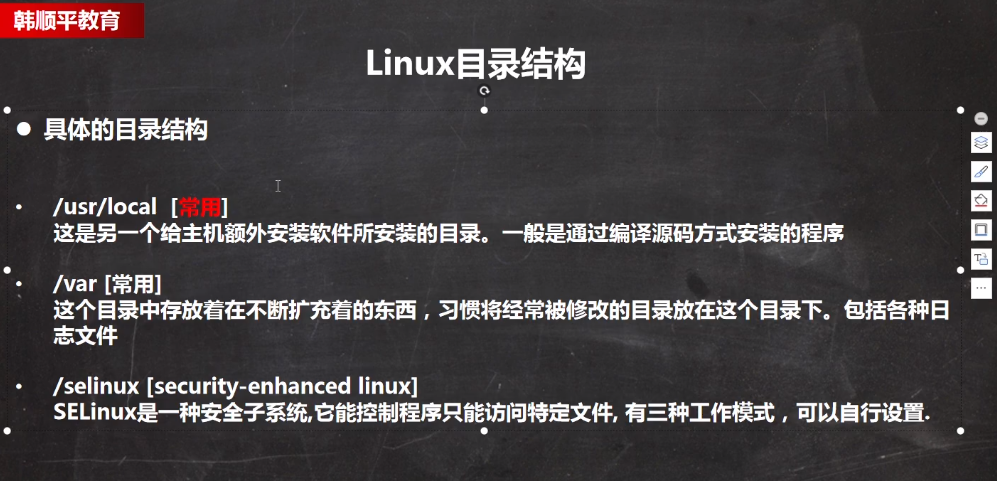 韩顺平教育
Linux目录结构
● 具体的目录结构
• /usr/local [常用]
这是另一个给主机额外安装软件所安装的目录。一般是通过编译源码方式安装的程序
• /var [常用]
这个目录中存放着在不断扩充着的东西，习惯将经常被修改的目录放在这个目录下。包括各种日
志文件
• /selinux [security-enhanced linux]
SELinux是一种安全子系统,它能控制程序只能访问特定文件, 有三种工作模式，可以自行设置.